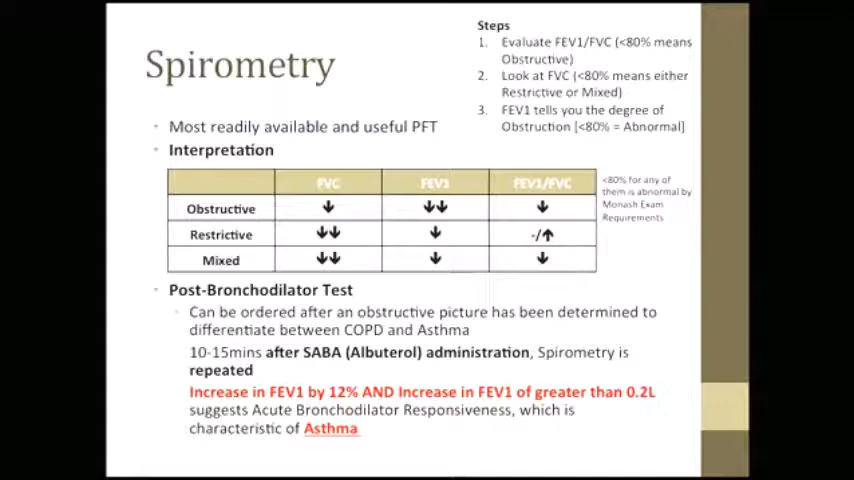 Steps
1. Evaluate FEV1/FVC (<80% means
Obstructive)
2. Look at FVC (<80% means either
Restrictive or Mixed)
3. FEV1 tells you the degree of
Obstruction [<80% = Abnormal]
Spirometry
Most readily available and useful PFT
Interpretation
FVC FEV1 FEV1/FVC
Obstructive ↓ ↓↓ ↓
Restrictive ↓↓ ↓ -/↑
Mixed ↓↓ ↓ ↓
<80% for any of
them is abnormal by
Monash Exam
Requirements
Post-Bronchodilator Test
Can be ordered after an obstructive picture has been determined to
differentiate between COPD and Asthma
10-15mins after SABA (Albuterol) administration, Spirometry is
repeated
Increase in FEV1 by 12% AND Increase in FEV1 of greater than 0.2L
suggests Acute Bronchodilator Responsiveness, which is
characteristic of Asthma